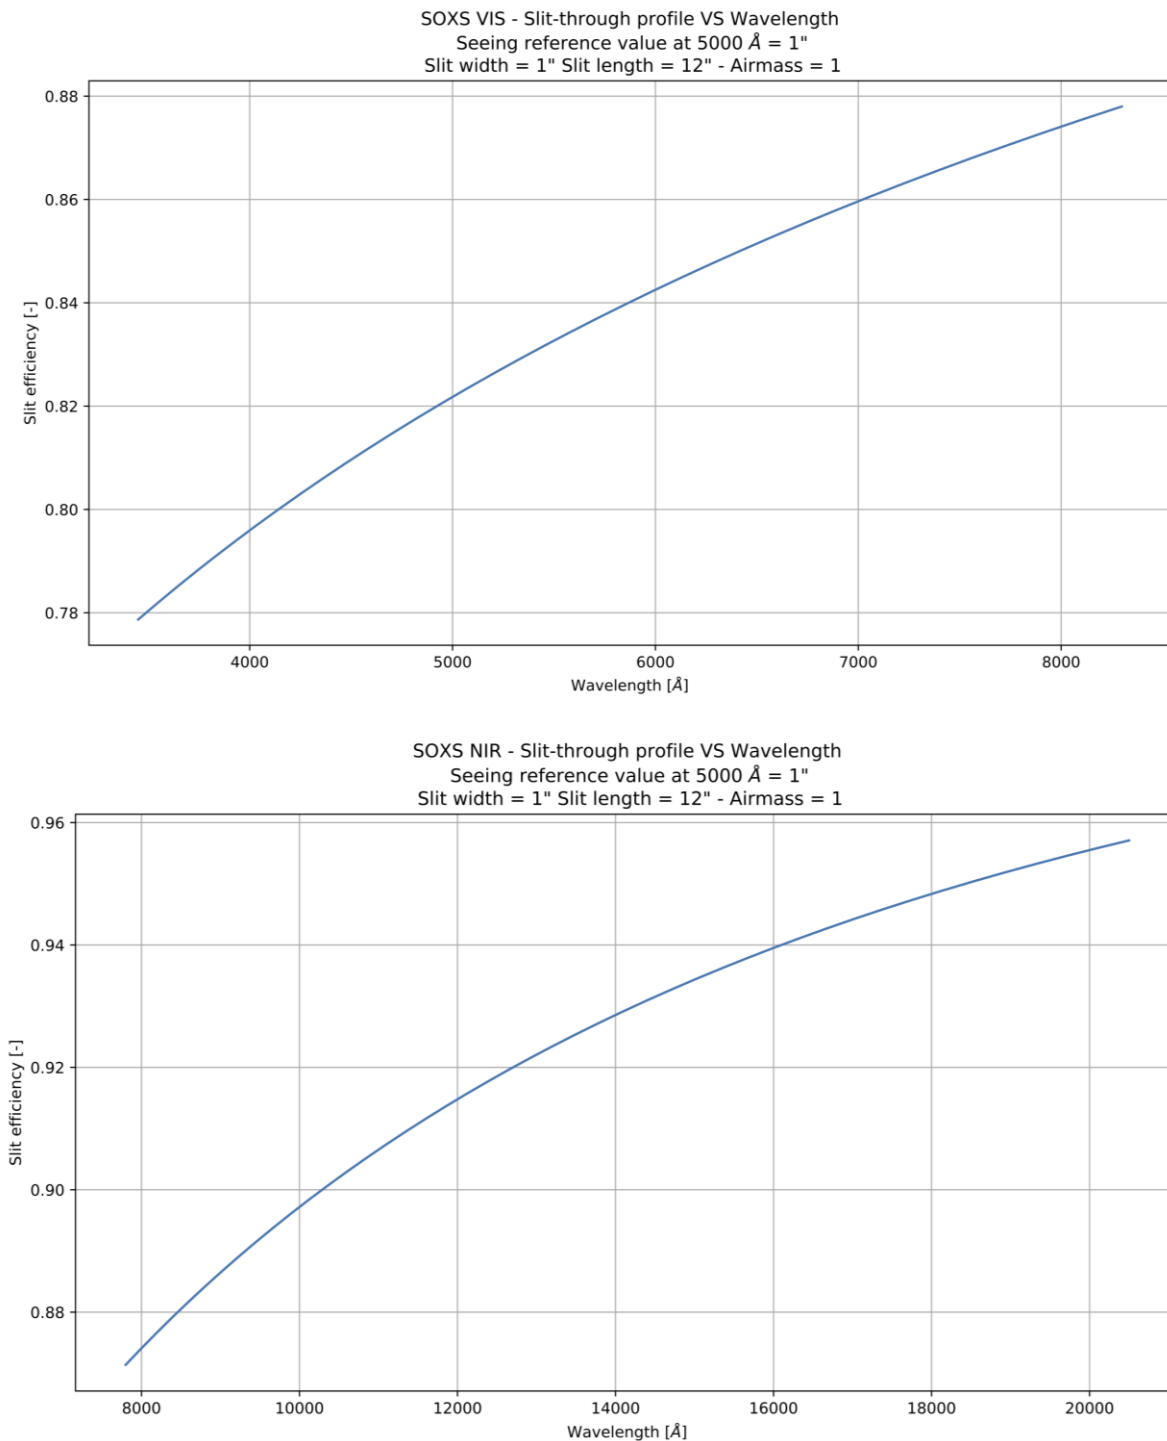 SOXS VIS - Slit-through profile VS Wavelength
Seeing reference value at 5000 Å = 1"
Slit width = 1" Slit length = 12" - Airmass = 1
0.88
0.86
0.84
0.82
0.80
0.78
Slit efficiency [-]
4000 5000 6000 7000 8000
Wavelength [Å]
SOXS NIR - Slit-through profile VS Wavelength
Seeing reference value at 5000 Å = 1"
Slit width = 1" Slit length = 12" - Airmass = 1
0.96
0.94
0.92
0.90
0.88
Slit efficiency [-]
8000 10000 12000 14000 16000 18000 20000
Wavelength [Å]